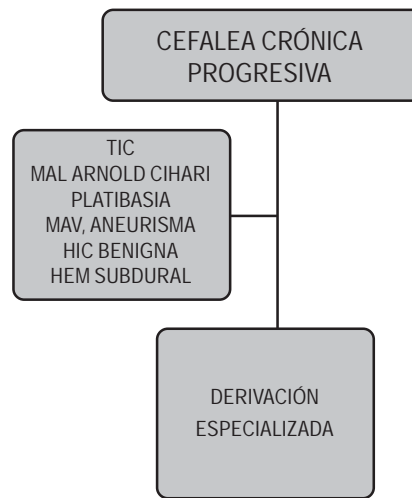 CEFALEA CRÓNICA
PROGRESIVA
TIC
MAL ARNOLD CIHARI
PLATIBASIA
MAV, ANEURISMA
HIC BENIGNA
HEM SUBDURAL
DERIVACIÓN
ESPECIALIZADA